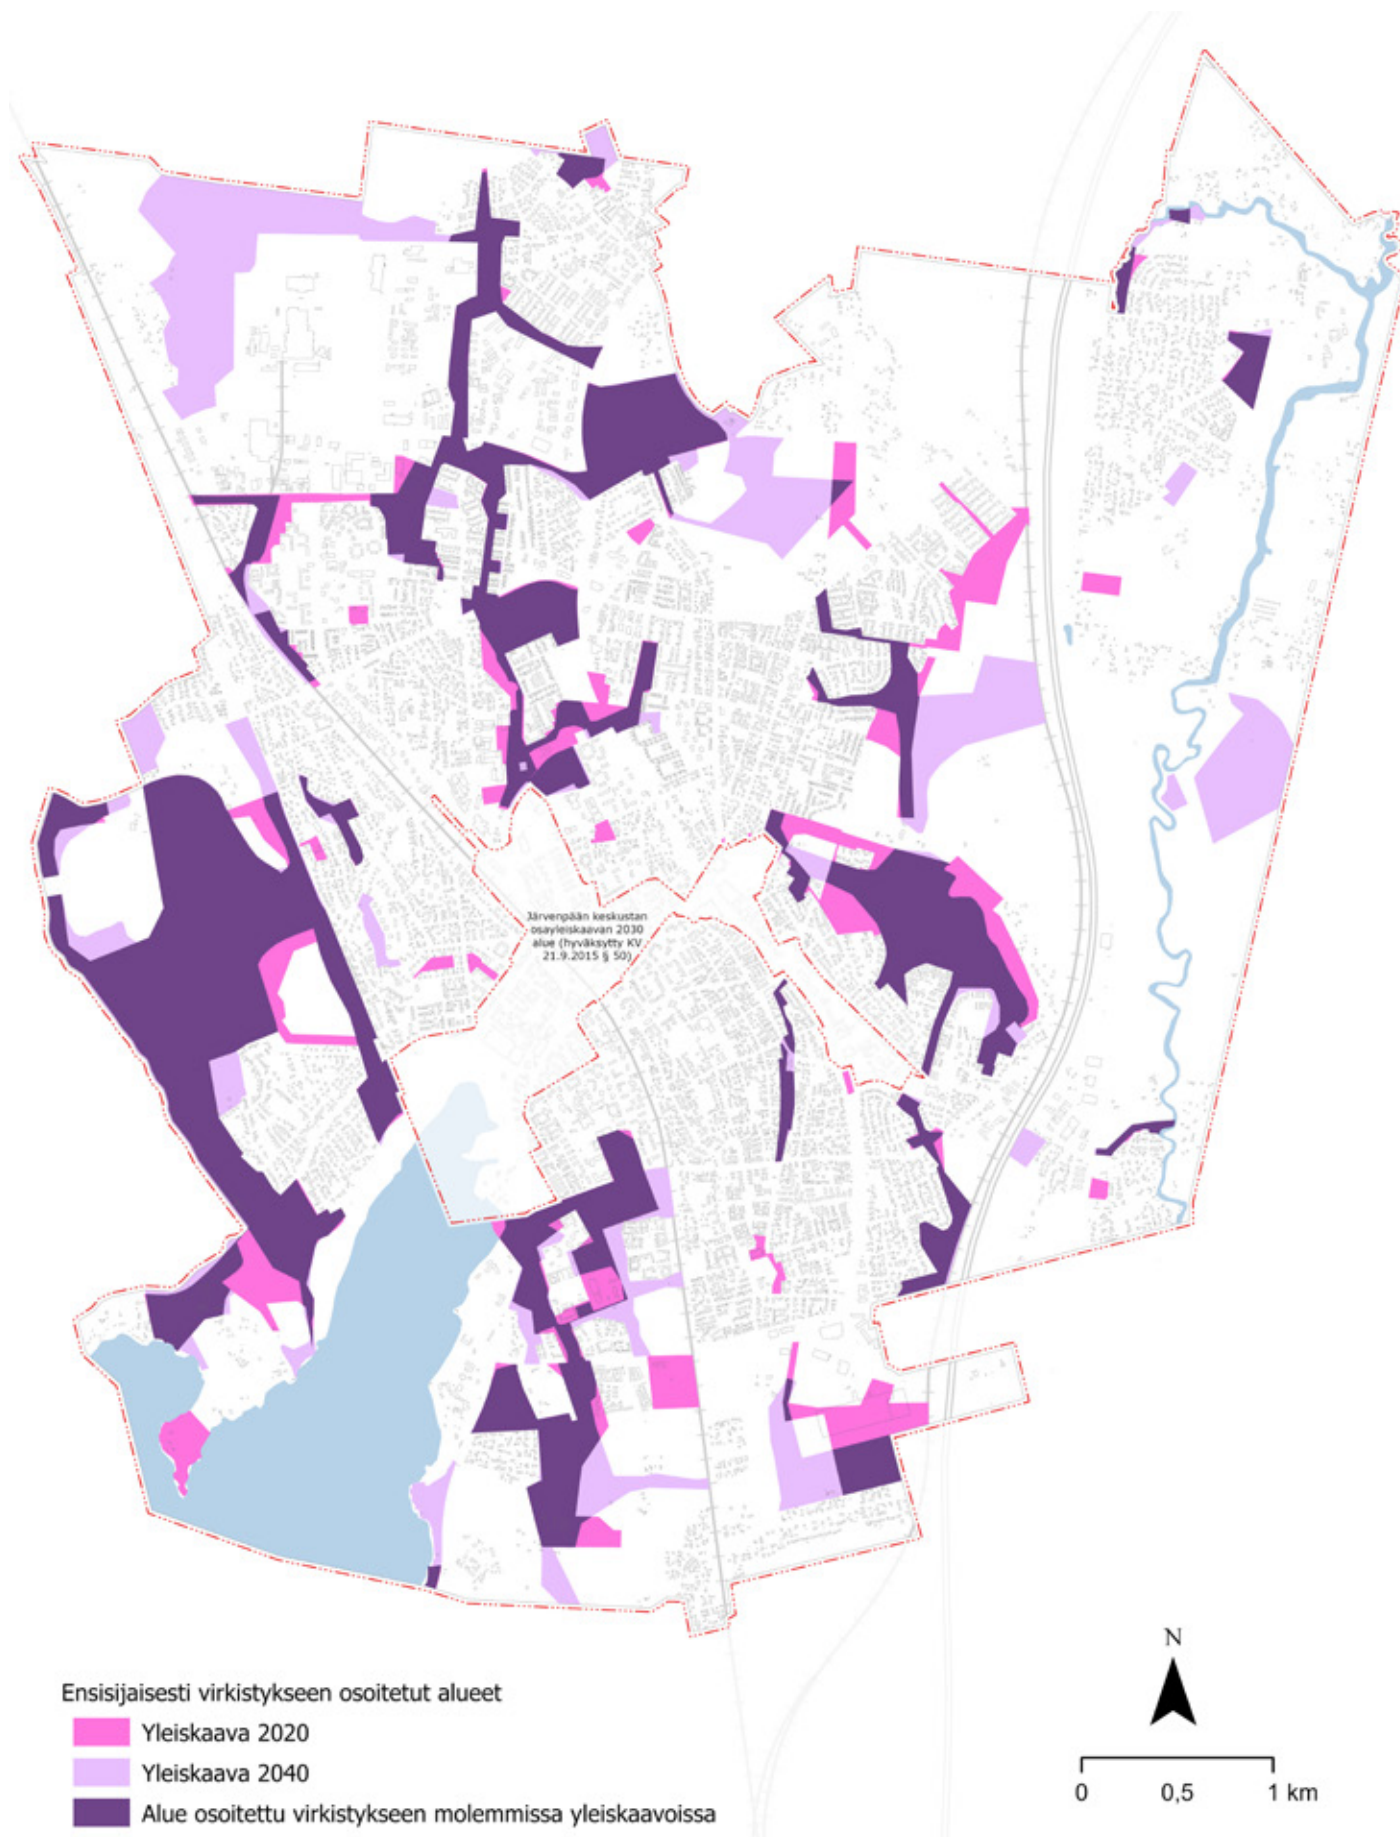 Järvenpään keskustan
osayleiskaavan 2030
alue (hyväksytty KV
21.9.2015 § 50)
Ensisijaisesti virkistykseen osoitetut alueet
Yleiskaava 2020
Yleiskaava 2040
Alue osoitettu virkistykseen molemmissa yleiskaavoissa
N
0 0,5 1 km